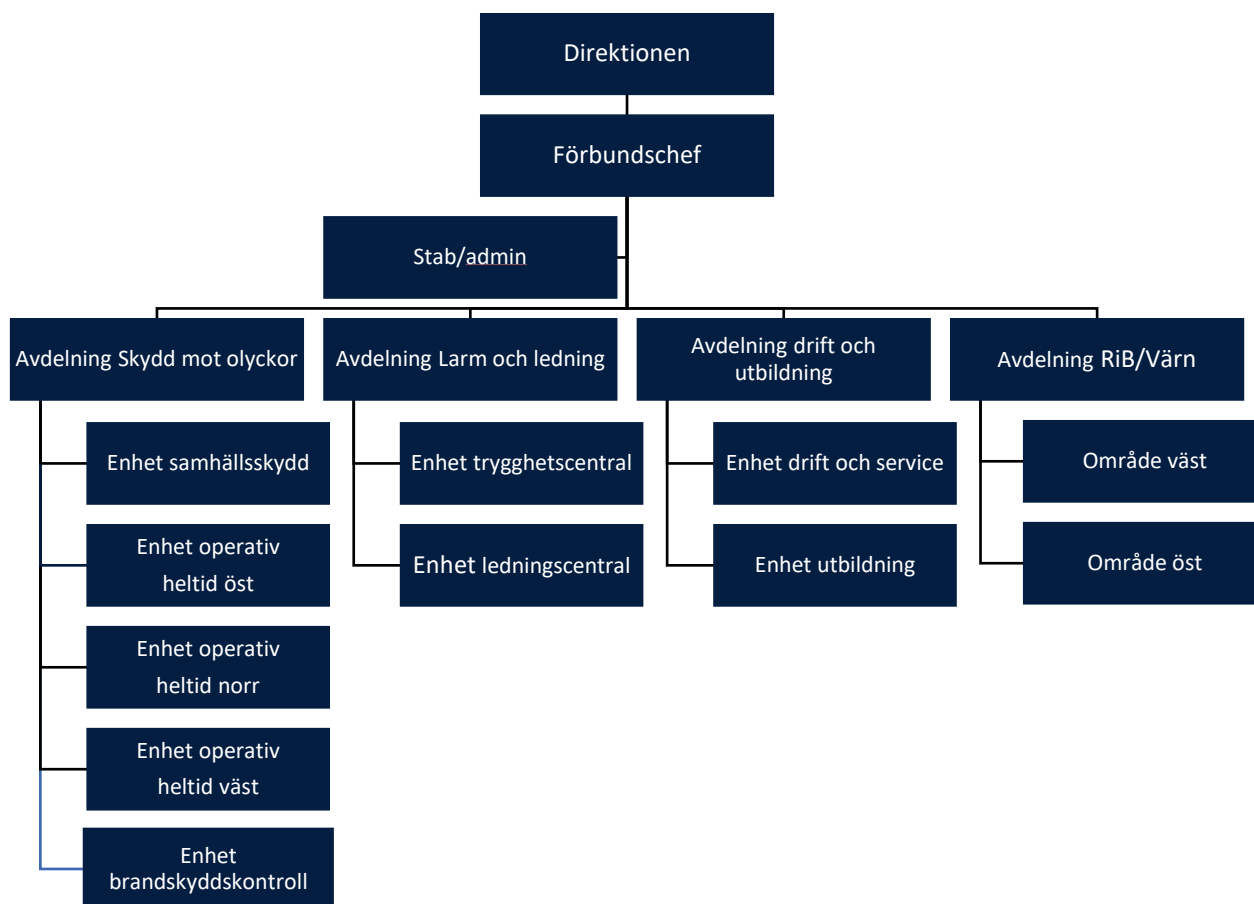 Direktionen
Förbundschef
Stab/admin
Avdelning Skydd mot olyckor
Avdelning Larm och ledning
Avdelning drift och
utbildning
Avdelning RiB/Värn
Enhet samhällsskydd
Enhet operativ
heltid öst
Enhet operativ
heltid norr
Enhet operativ
heltid väst
Enhet
brandskyddskontroll
Enhet trygghetscentral
Enhet ledningscentral
Enhet drift och service
Enhet utbildning
Område väst
Område öst